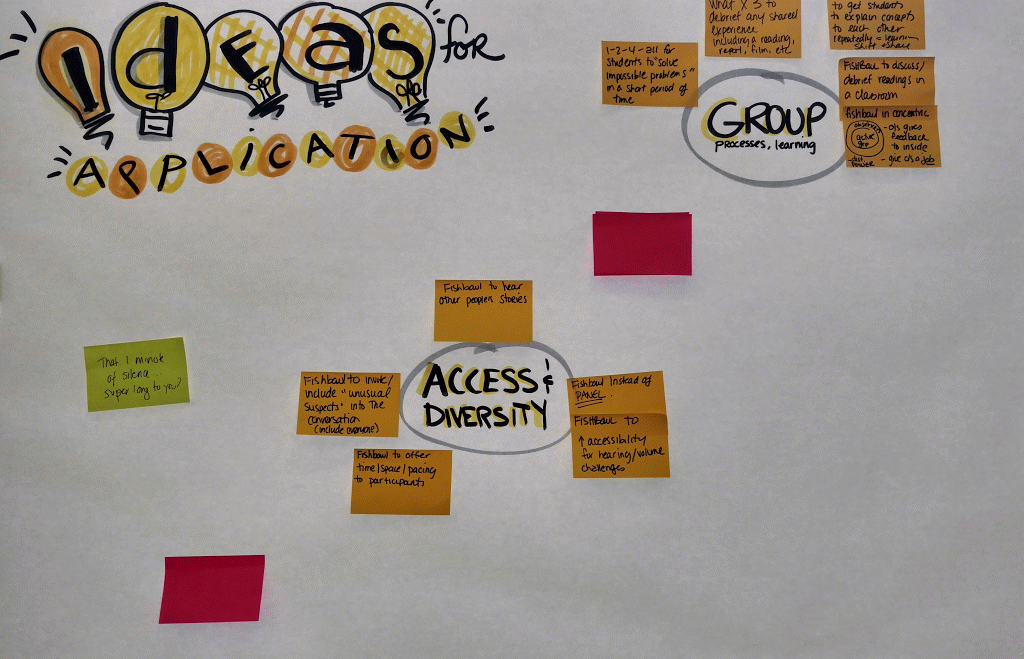 IDEAS for
APPLICATION
What X 3 to
debrief any shared
experience
including a reading,
report, film, etc
to get students
to explain concepts
to each other
repeatedly = learn
shift + share
1-2-4-all for
students to "solve
impossible problems"
in a short period of
time
GROUP
PROCESSES, learning
FISHBOWL to discuss/
debrief readings in
a classroom
fishbowl in concentric
observer
active
grp
- o/s gives
feedback
to inside
- give o/s a job
- dist.
power
Fishbowl to hear
other peoples stories
That 1 minute
of silence...
super long to you?
Fishbowl to invite/
include "unusual
suspects" into the
conversation
(include everyone)
ACCESS &
DIVERSITY
Fishbowl instead of
PANEL.
FISHBOWL TO
↑ accessibility
for hearing/volume
challenges
Fishbowl to offer
time/space/pacing
to participants